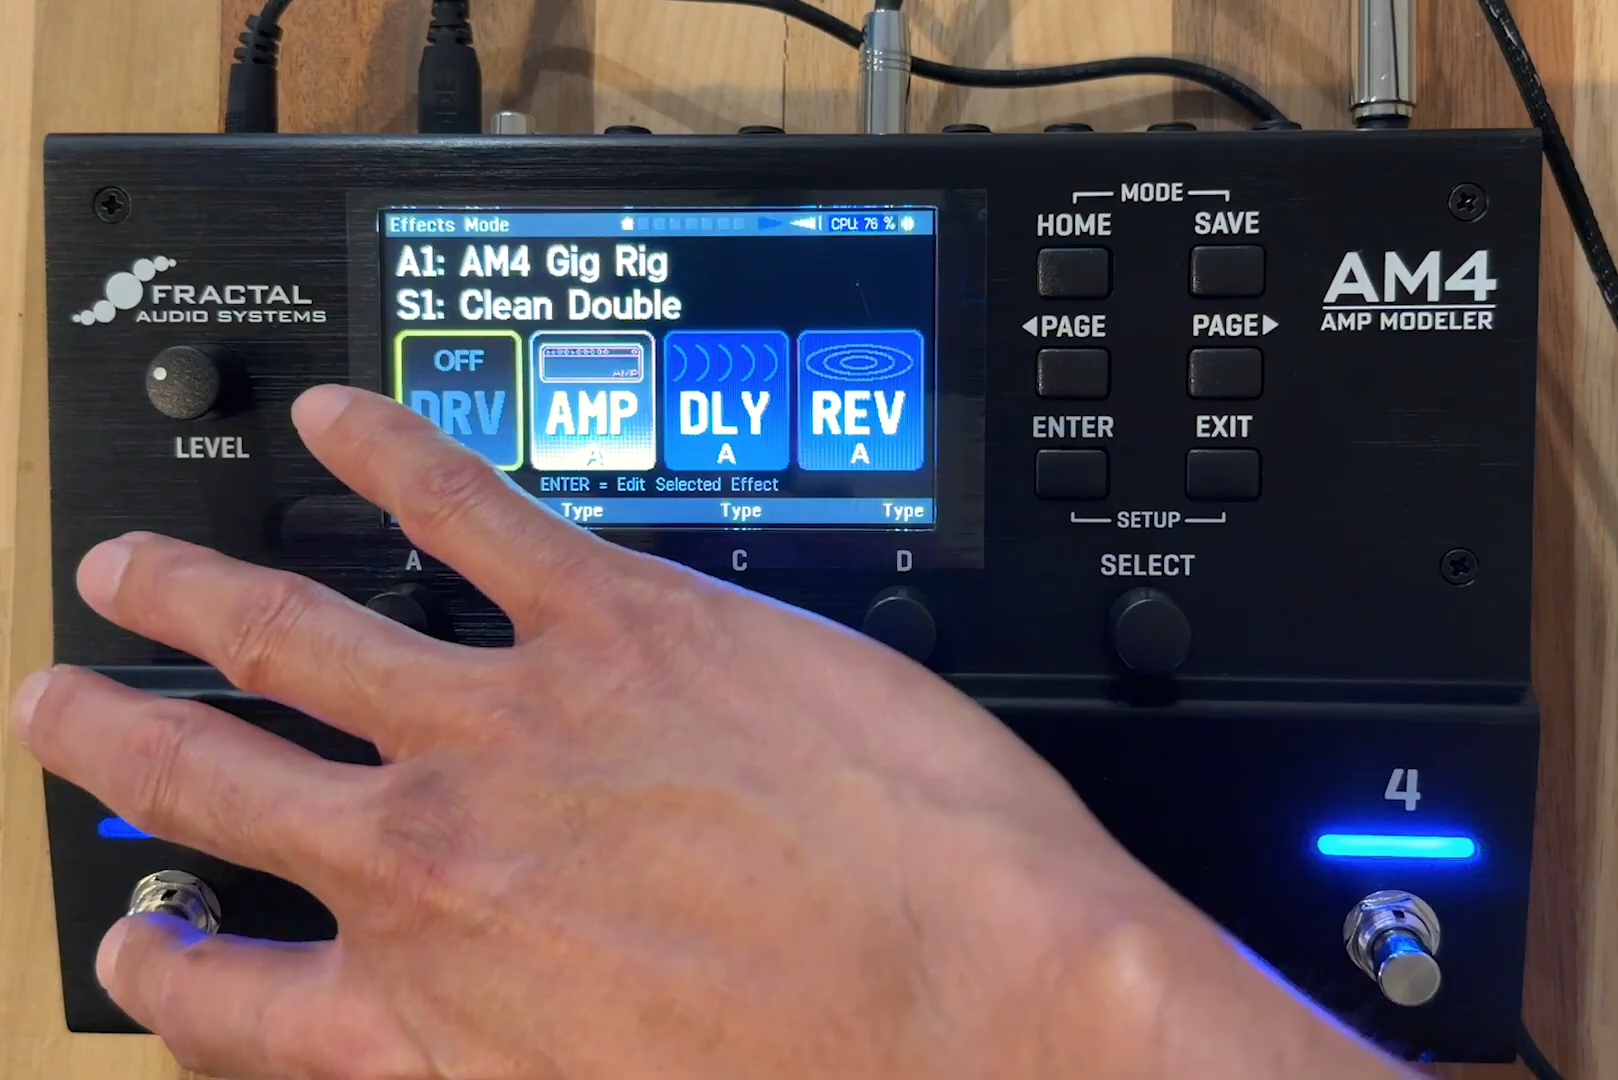 Effects Mode
CPU: 76 %
A1: AM4 Gig Rig
S1: Clean Double
OFF
DRV
AMP
AMP
A
DLY
A
REV
A
ENTER = Edit Selected Effect
Type
Type
Type
FRACTAL
AUDIO SYSTEMS
LEVEL
A
C
D
MODE
HOME
SAVE
PAGE
PAGE
ENTER
EXIT
SETUP
SELECT
AM4
AMP MODELER
4